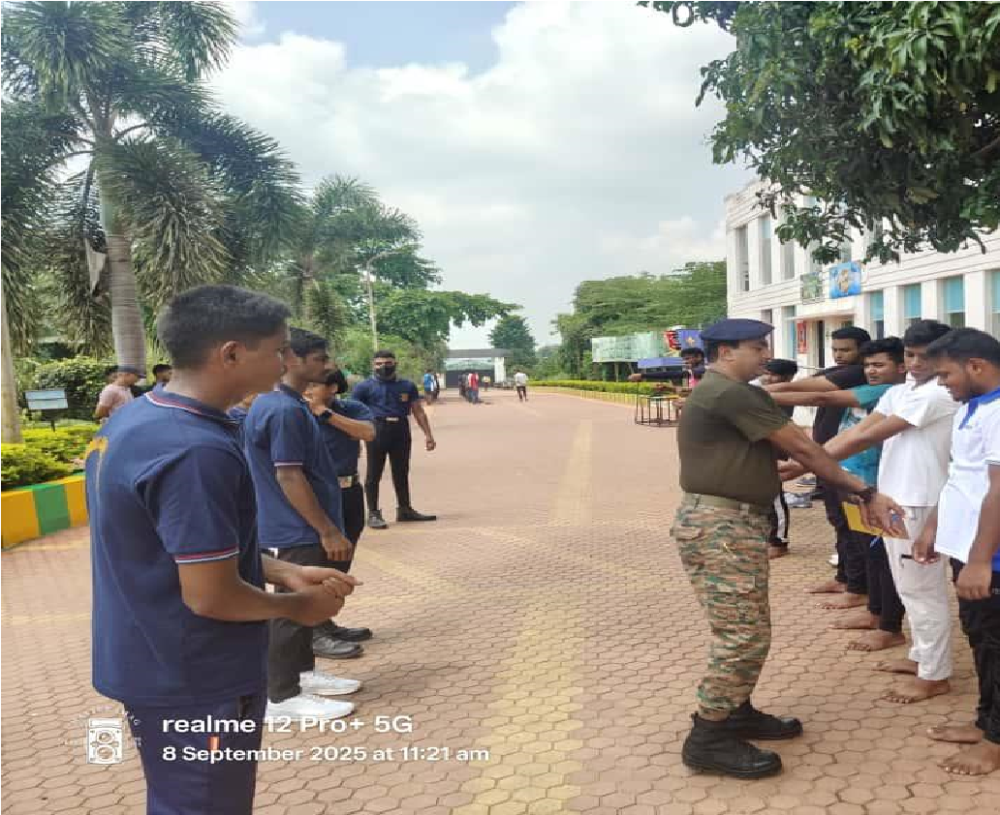 realme 12 Pro+ 5G
8 September 2025 at 11:21 am